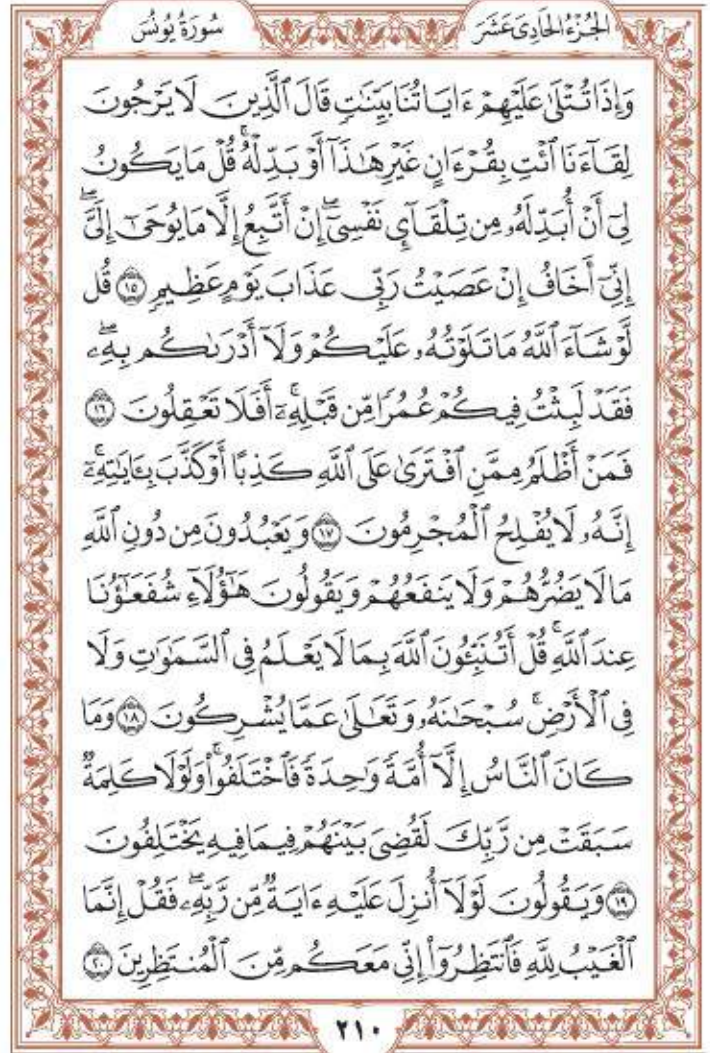 الجُزْءُ الحَادِى عَشَرَ
سُورَةُ يُونُسَ
وَإِذَا تُتْلَىٰ عَلَيْهِمْ ءَايَاتُنَا بَيِّنَٰتٍ قَالَ ٱلَّذِينَ لَا يَرْجُونَ
لِقَآءَنَا ٱئْتِ بِقُرْءَانٍ غَيْرِ هَٰذَآ أَوْ بَدِّلْهُ ۚ قُلْ مَا يَكُونُ
لِىٓ أَنْ أُبَدِّلَهُۥ مِن تِلْقَآئِ نَفْسِىٓ ۖ إِنْ أَتَّبِعُ إِلَّا مَا يُوحَىٰٓ إِلَىَّ ۖ
إِنِّىٓ أَخَافُ إِنْ عَصَيْتُ رَبِّى عَذَابَ يَوْمٍ عَظِيمٍ ١٥ قُل
لَّوْ شَآءَ ٱللَّهُ مَا تَلَوْتُهُۥ عَلَيْكُمْ وَلَآ أَدْرَىٰكُم بِهِۦ ۖ
فَقَدْ لَبِثْتُ فِيكُمْ عُمُرًا مِّن قَبْلِهِۦٓ ۚ أَفَلَا تَعْقِلُونَ ١٦
فَمَنْ أَظْلَمُ مِمَّنِ ٱفْتَرَىٰ عَلَى ٱللَّهِ كَذِبًا أَوْ كَذَّبَ بِـَٔايَٰتِهِۦٓ ۚ
إِنَّهُۥ لَا يُفْلِحُ ٱلْمُجْرِمُونَ ١٧ وَيَعْبُدُونَ مِن دُونِ ٱللَّهِ
مَا لَا يَضُرُّهُمْ وَلَا يَنفَعُهُمْ وَيَقُولُونَ هَٰٓؤُلَآءِ شُفَعَٰٓؤُنَا
عِندَ ٱللَّهِ ۚ قُلْ أَتُنَبِّـُٔونَ ٱللَّهَ بِمَا لَا يَعْلَمُ فِى ٱلسَّمَٰوَٰتِ وَلَا
فِى ٱلْأَرْضِ ۚ سُبْحَٰنَهُۥ وَتَعَٰلَىٰ عَمَّا يُشْرِكُونَ ١٨ وَمَا
كَانَ ٱلنَّاسُ إِلَّآ أُمَّةً وَٰحِدَةً فَٱخْتَلَفُوا۟ ۚ وَلَوْلَا كَلِمَةٌ
سَبَقَتْ مِن رَّبِّكَ لَقُضِىَ بَيْنَهُمْ فِيمَا فِيهِ يَخْتَلِفُونَ
١٩ وَيَقُولُونَ لَوْلَآ أُنزِلَ عَلَيْهِ ءَايَةٌ مِّن رَّبِّهِۦ ۖ فَقُلْ إِنَّمَا
ٱلْغَيْبُ لِلَّهِ فَٱنتَظِرُوٓا۟ إِنِّى مَعَكُم مِّنَ ٱلْمُنتَظِرِينَ ٢٠
٢١٠